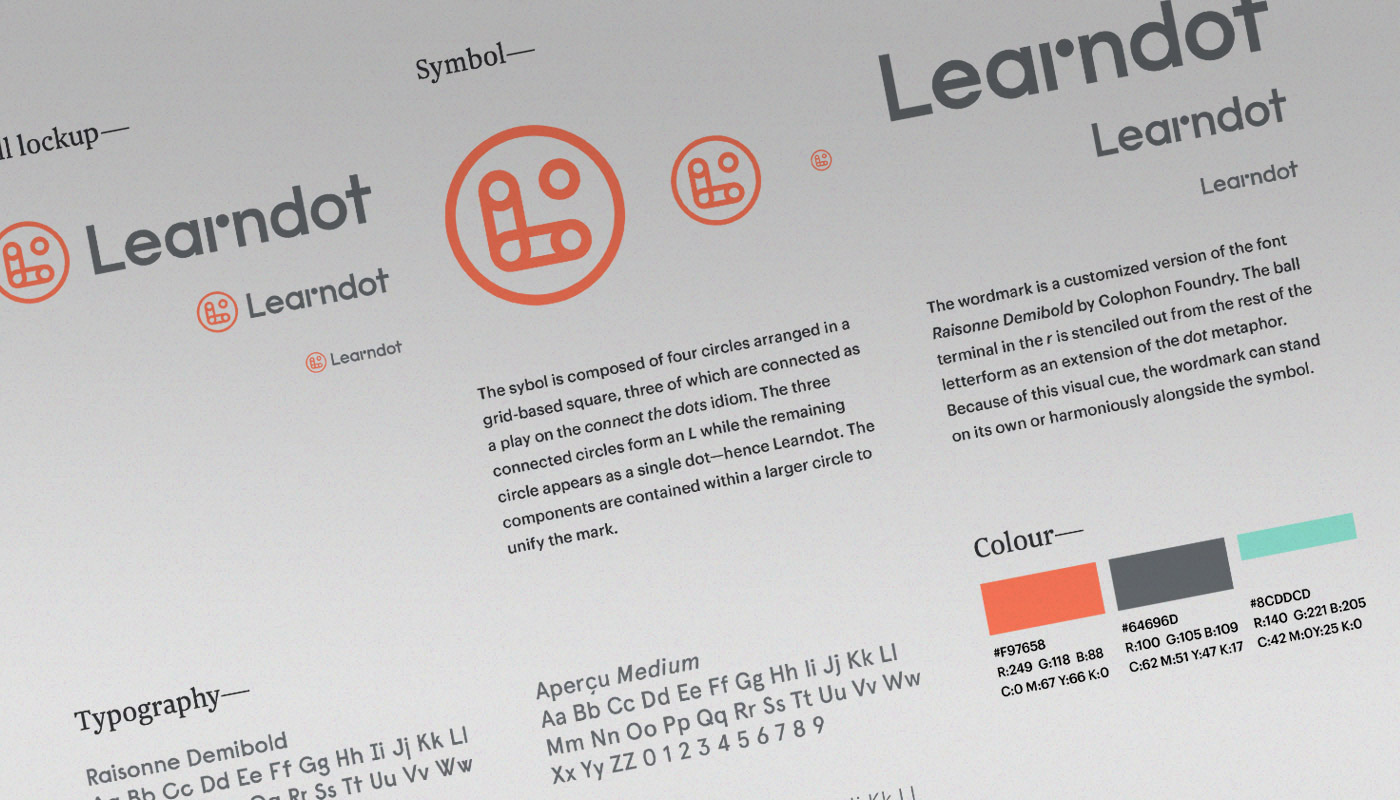 ll lockup—
Learndot
Learndot
Learndot
Symbol—
The sybol is composed of four circles arranged in a
grid-based square, three of which are connected as
a play on the connect the dots idiom. The three
connected circles form an L while the remaining
circle appears as a single dot—hence Learndot. The
components are contained within a larger circle to
unify the mark.
Learndot
Learndot
Learndot
The wordmark is a customized version of the font
Raisonne Demibold by Colophon Foundry. The ball
terminal in the r is stenciled out from the rest of the
letterform as an extension of the dot metaphor.
Because of this visual cue, the wordmark can stand
on its own or harmoniously alongside the symbol.
Colour—
#F97658
R:249 G:118 B:88
C:0 M:67 Y:66 K:0
#64696D
R:100 G:105 B:109
C:62 M:51 Y:47 K:17
#8CDDCD
R:140 G:221 B:205
C:42 M:0Y:25 K:0
Typography—
Raisonne Demibold
Aa Bb Cc Dd Ee Ff Gg Hh Ii Jj Kk Ll
Qq Rr Ss Tt Uu Vv Ww
Aperçu Medium
Aa Bb Cc Dd Ee Ff Gg Hh Ii Jj Kk Ll
Mm Nn Oo Pp Qq Rr Ss Tt Uu Vv Ww
Xx Yy ZZ 0 1 2 3 4 5 6 7 8 9
Kk Ll